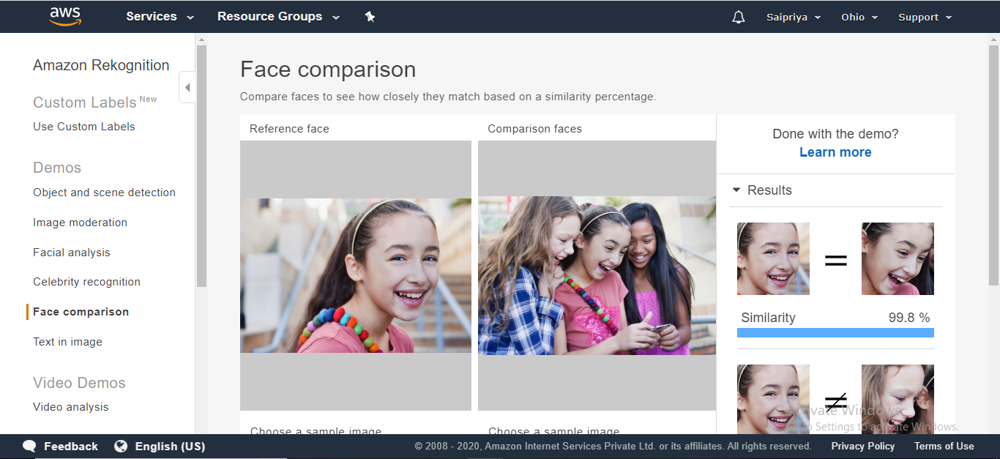 aws Services Resource Groups Saipriya Ohio Support
Amazon Rekognition
Custom Labels New
Use Custom Labels
Demos
Object and scene detection
Image moderation
Facial analysis
Celebrity recognition
Face comparison
Text in image
Video Demos
Video analysis
Face comparison
Compare faces to see how closely they match based on a similarity percentage.
Reference face
Comparison faces
Choose a sample image
Choose a sample image
Done with the demo?
Learn more
Results
=
Similarity 99.8 %
≠
Windows
Settings to activate Windows.
Feedback English (US) © 2008 - 2020, Amazon Internet Services Private Ltd. or its affiliates. All rights reserved. Privacy Policy Terms of Use